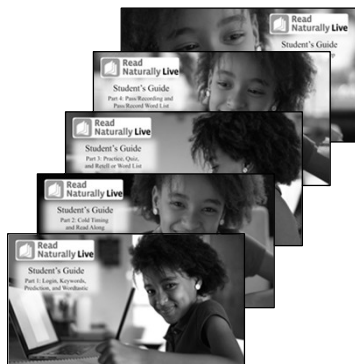 Read
Naturally Live
Student's Guide
Read
Naturally Live
Student's Guide
Part 4: Pass/Recording and
Pass/Record Word List
Read
Naturally Live
Student's Guide
Part 3: Practice, Quiz,
and Retell or Word List
Read
Naturally Live
Student's Guide
Part 2: Cold Timing
and Read Along
Read
Naturally Live
Student's Guide
Part 1: Login, Keywords,
Prediction, and Wordtastic